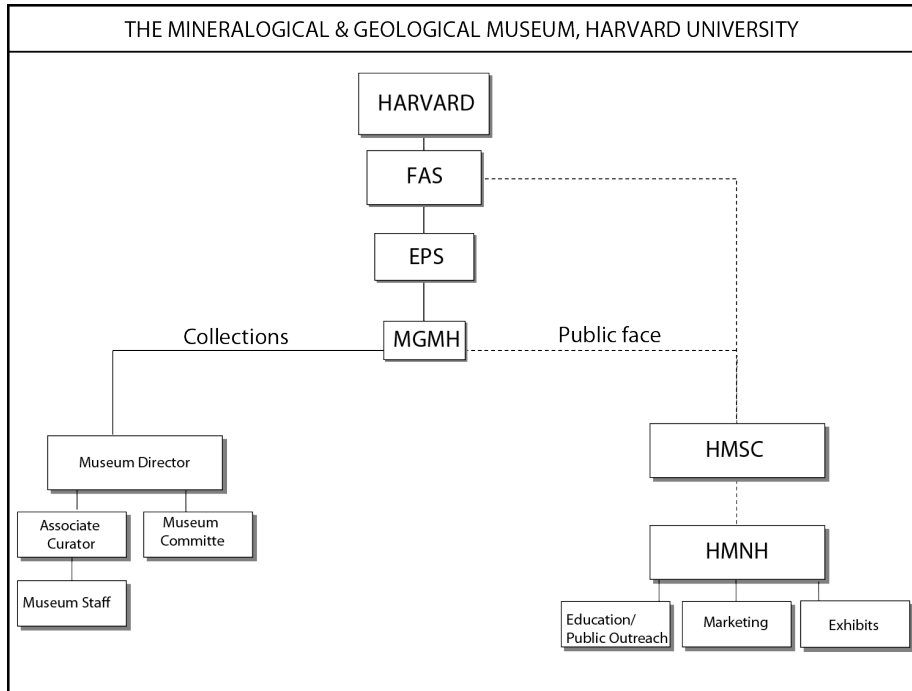 THE MINERALOGICAL & GEOLOGICAL MUSEUM, HARVARD UNIVERSITY
HARVARD
FAS
EPS
MGMH
Collections
Public face
Museum Director
Associate
Curator
Museum
Committe
Museum Staff
HMSC
HMNH
Education/
Public Outreach
Marketing
Exhibits